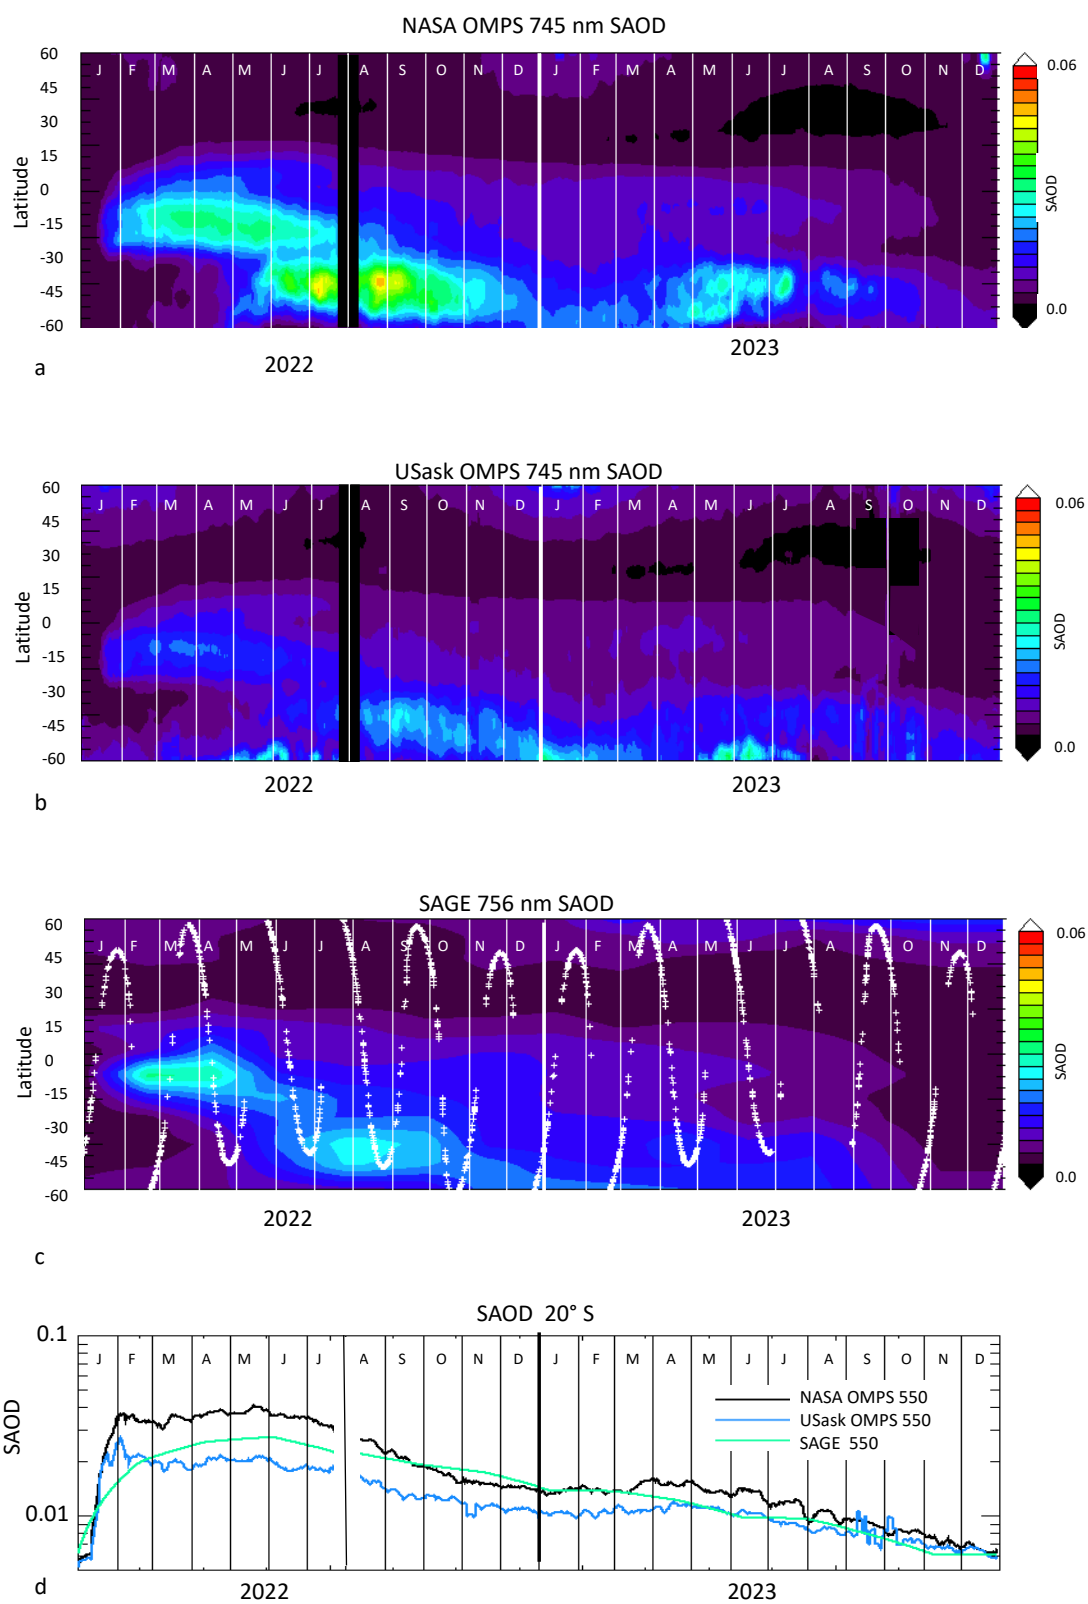 NASA OMPS 745 nm SAOD
60 J F M A M J J A S O N D J F M A M J J A S O N D 0.06
45
30
15
0
-15
-30
-45
-60
Latitude
SAOD
0.0
2022 2023
a
USask OMPS 745 nm SAOD
60 J F M A M J J A S O N D J F M A M J J A S O N D 0.06
45
30
15
0
-15
-30
-45
-60
Latitude
SAOD
0.0
2022 2023
b
SAGE 756 nm SAOD
60 J F M A M J J A S O N D J F M A M J J A S O N D 0.06
45
30
15
0
-15
-30
-45
-60
Latitude
SAOD
0.0
2022 2023
c
SAOD 20° S
0.1
J F M A M J J A S O N D J F M A M J J A S O N D
NASA OMPS 550
USask OMPS 550
SAGE 550
SAOD
0.01
d
2022 2023